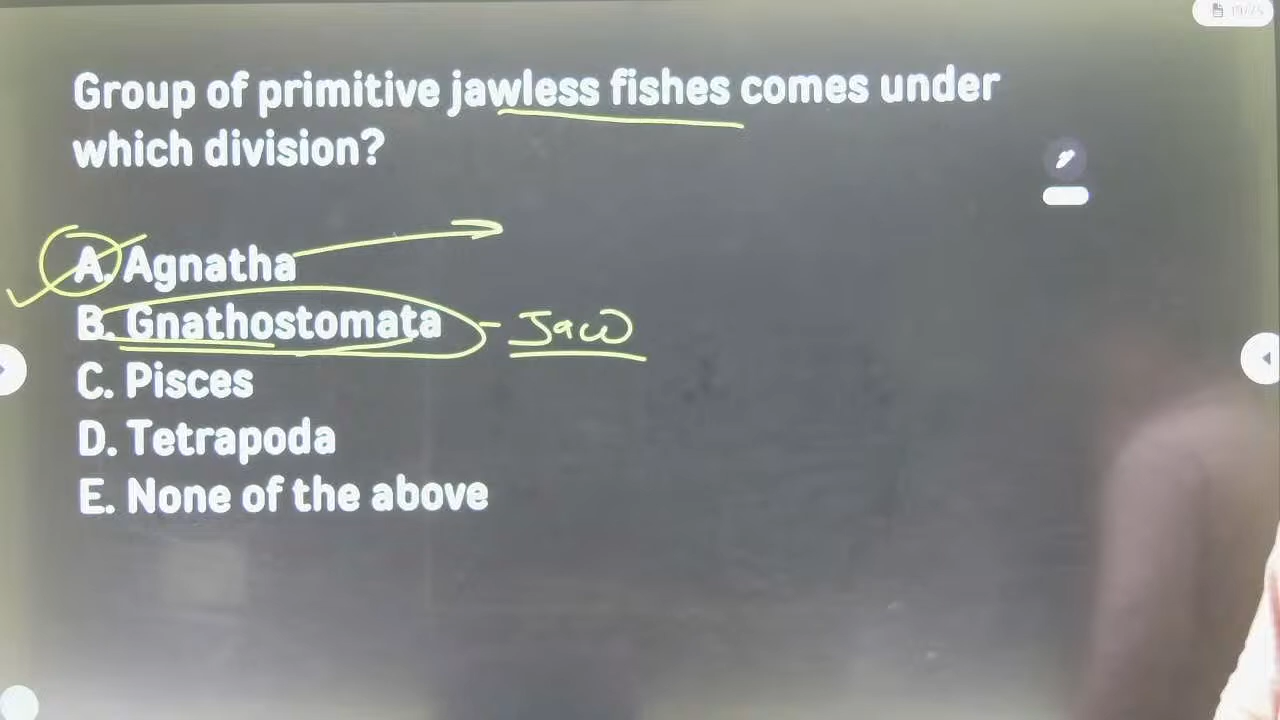 Group of primitive jawless fishes comes under
which division?
A. Agnatha
B. Gnathostomata - Jaw
C. Pisces
D. Tetrapoda
E. None of the above